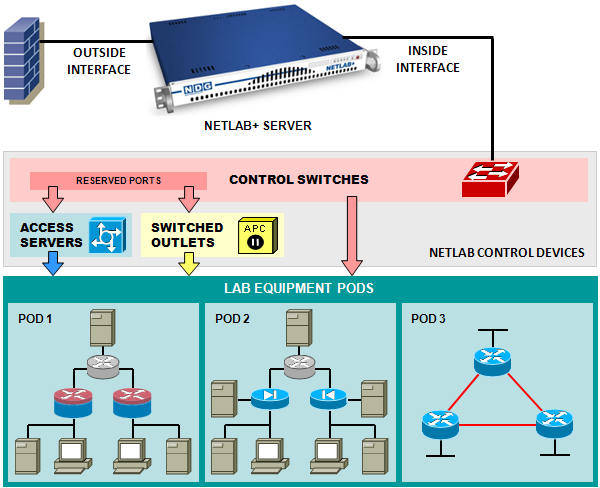 OUTSIDE
INTERFACE
INSIDE
INTERFACE
NDG
NETLAB+
NETLAB+ SERVER
RESERVED PORTS
CONTROL SWITCHES
ACCESS
SERVERS
SWITCHED
OUTLETS
APC
NETLAB CONTROL DEVICES
LAB EQUIPMENT PODS
POD 1
POD 2
POD 3